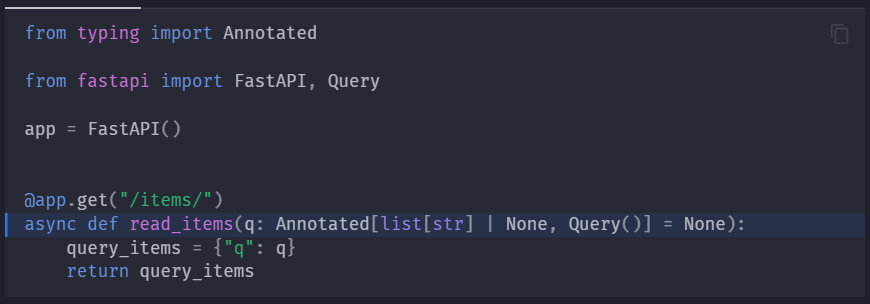 from typing import Annotated
from fastapi import FastAPI, Query
app = FastAPI()
@app.get("/items/")
async def read_items(q: Annotated[list[str] | None, Query()] = None):
    query_items = {"q": q}
    return query_items